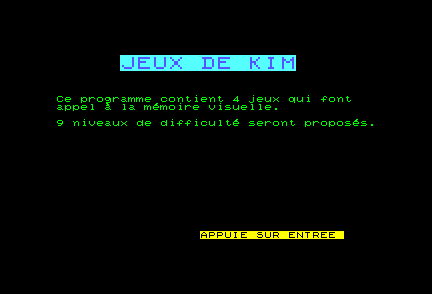 JEUX DE KIM
Ce programme contient 4 jeux qui font
appel à la mémoire visuelle.
9 niveaux de difficulté seront proposés.
APPUIE SUR ENTREE